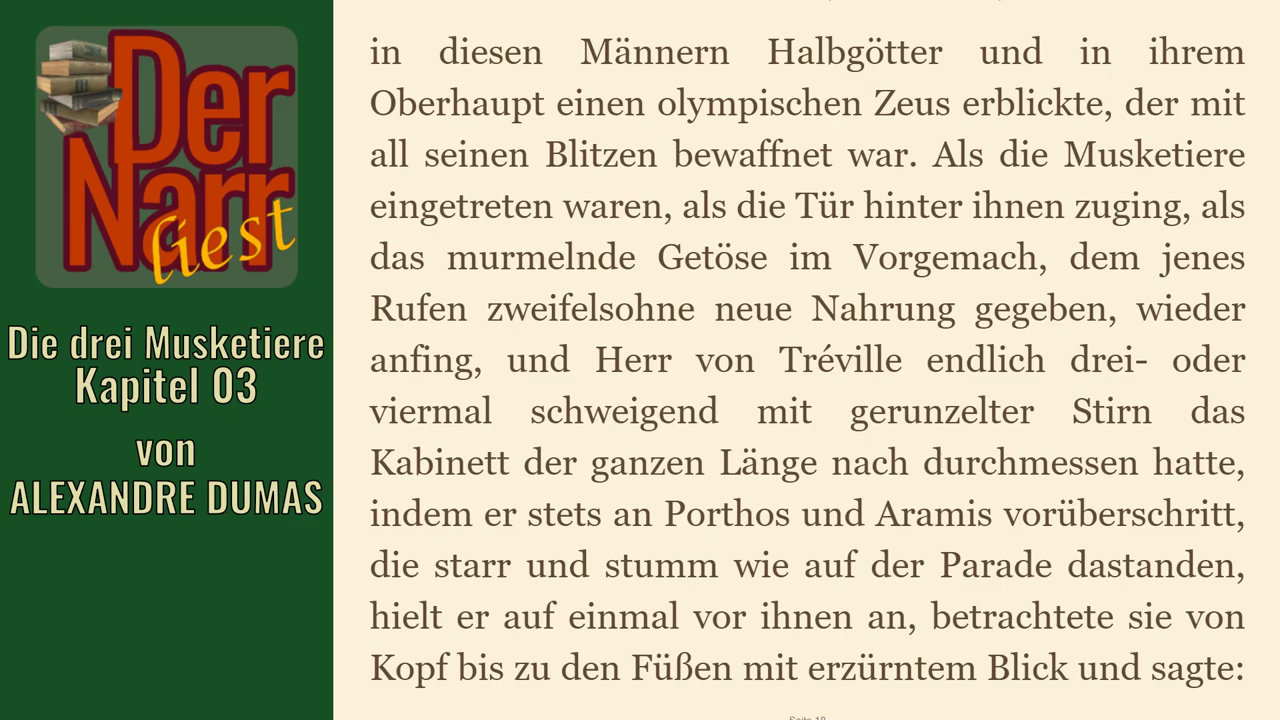 Der
Narr
liest
Die drei Musketiere
Kapitel 03
von
ALEXANDRE DUMAS
in diesen Männern Halbgötter und in ihrem
Oberhaupt einen olympischen Zeus erblickte, der mit
all seinen Blitzen bewaffnet war. Als die Musketiere
eingetreten waren, als die Tür hinter ihnen zuging, als
das murmelnde Getöse im Vorgemach, dem jenes
Rufen zweifelsohne neue Nahrung gegeben, wieder
anfing, und Herr von Tréville endlich drei- oder
viermal schweigend mit gerunzelter Stirn das
Kabinett der ganzen Länge nach durchmessen hatte,
indem er stets an Porthos und Aramis vorüberschritt,
die starr und stumm wie auf der Parade dastanden,
hielt er auf einmal vor ihnen an, betrachtete sie von
Kopf bis zu den Füßen mit erzürntem Blick und sagte: